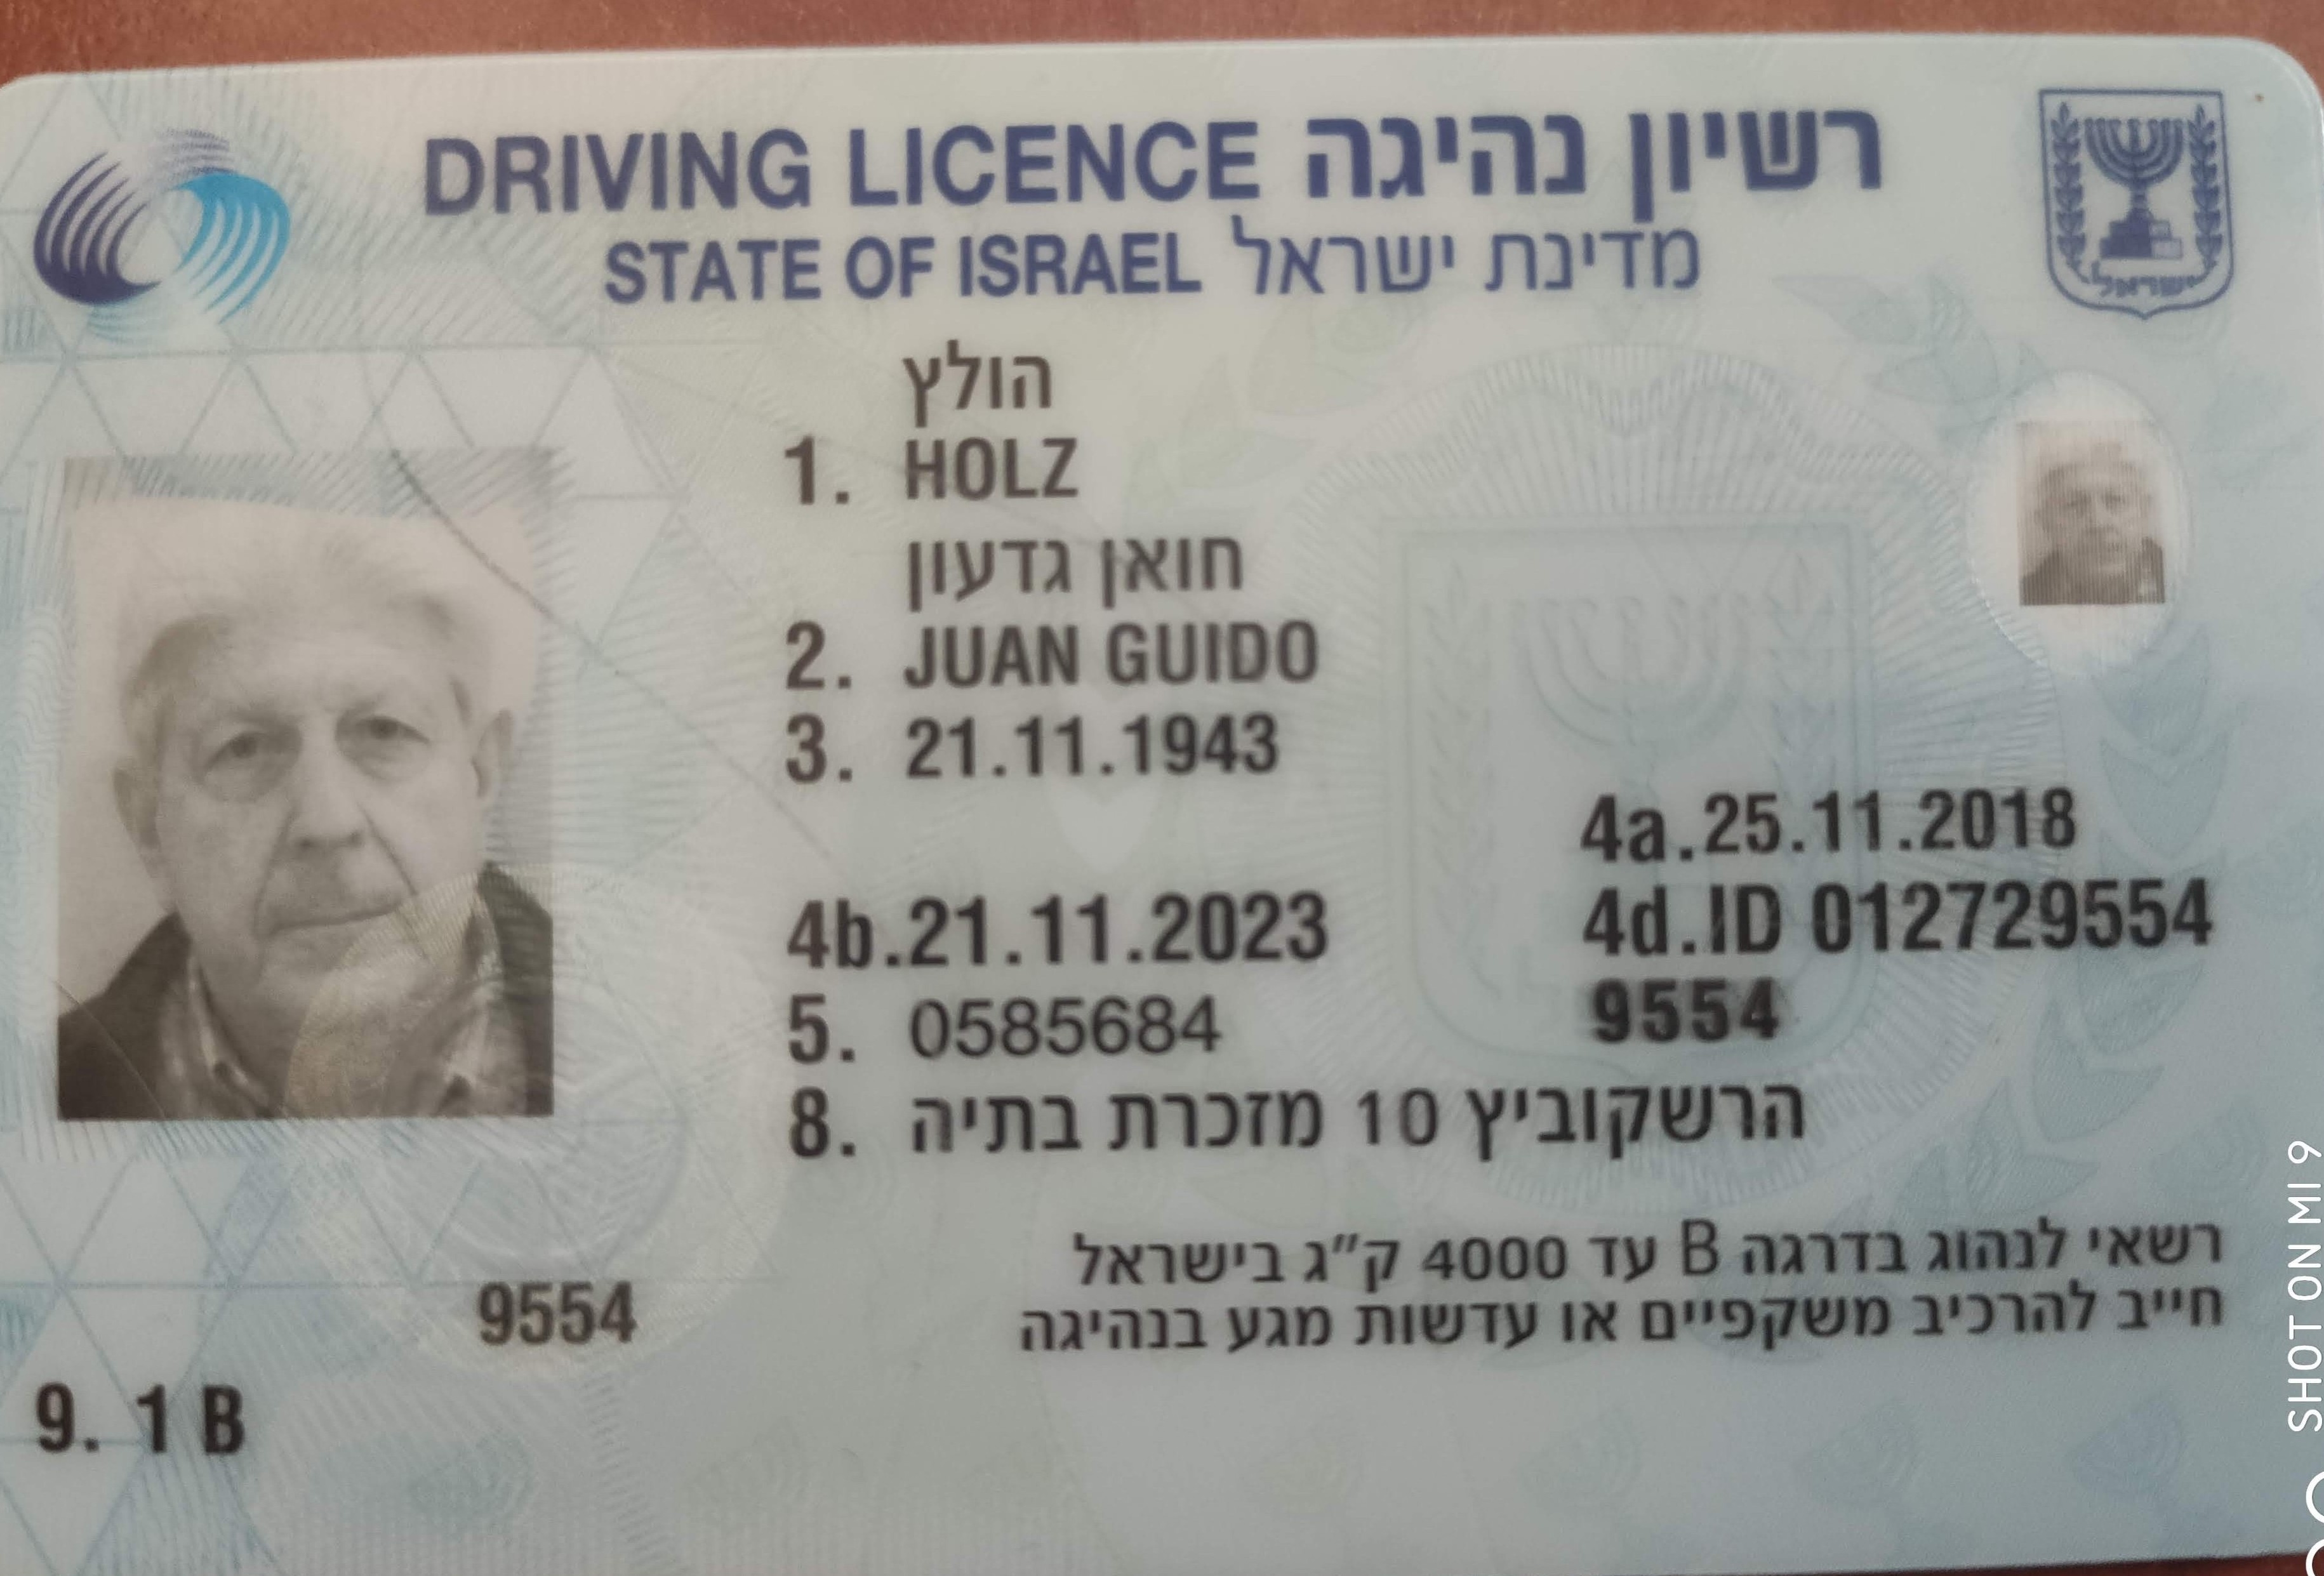 DRIVING LICENCE רשיון נהיגה
STATE OF ISRAEL מדינת ישראל
ישראל
הולץ
1. HOLZ
חואן גדעון
2. JUAN GUIDO
3. 21.11.1943
4a.25.11.2018
4b.21.11.2023 4d.ID 012729554
5. 0585684 9554
8. הרשקוביץ 10 מזכרת בתיה
רשאי לנהוג בדרגה B עד 4000 ק"ג בישראל
חייב להרכיב משקפיים או עדשות מגע בנהיגה
9554
9. 1 B
SHOT ON MI 9